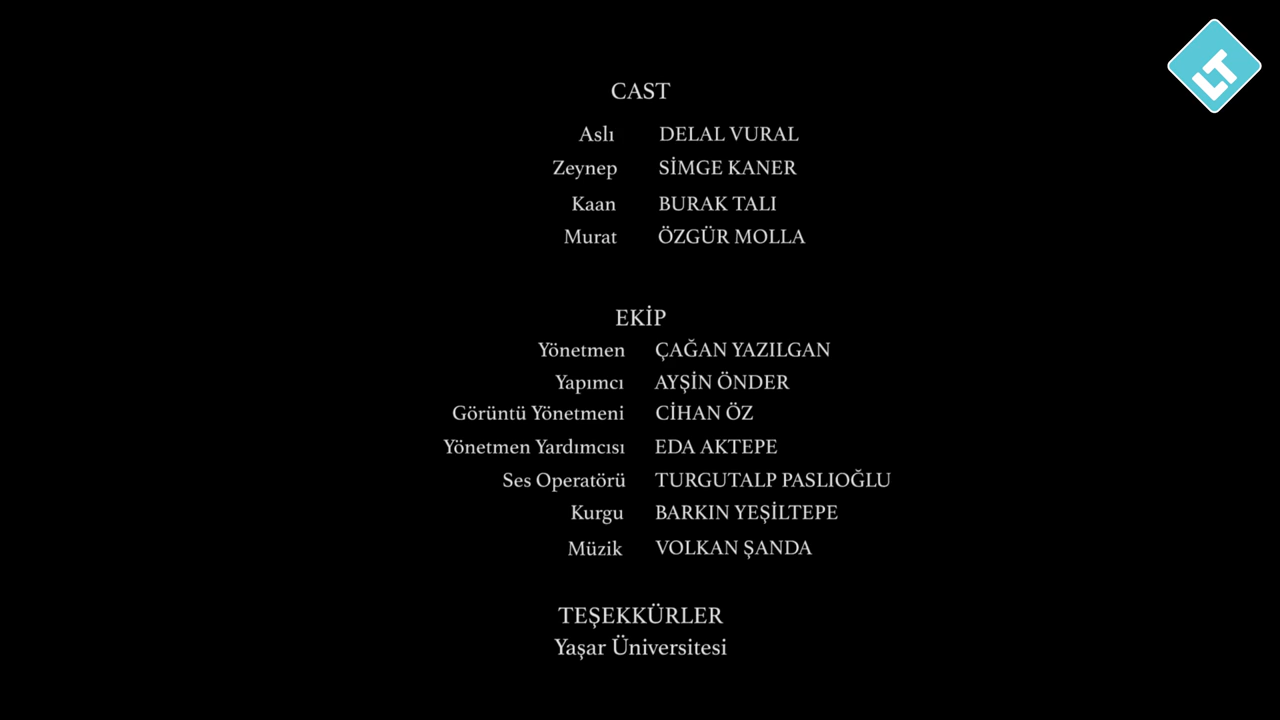 LT
CAST
Aslı DELAL VURAL
Zeynep SİMGE KANER
Kaan BURAK TALI
Murat ÖZGÜR MOLLA
EKİP
Yönetmen ÇAĞAN YAZILGAN
Yapımcı AYŞİN ÖNDER
Görüntü Yönetmeni CİHAN ÖZ
Yönetmen Yardımcısı EDA AKTEPE
Ses Operatörü TURGUTALP PASLIOĞLU
Kurgu BARKIN YEŞİLTEPE
Müzik VOLKAN ŞANDA
TEŞEKKÜRLER
Yaşar Üniversitesi